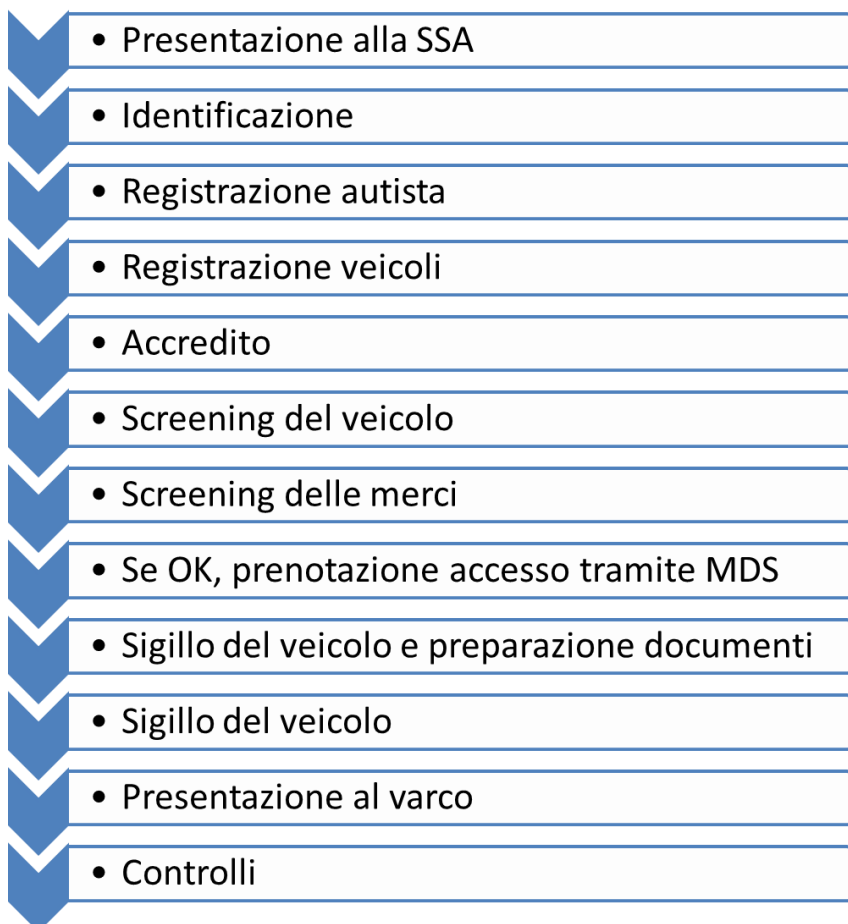 • Presentazione alla SSA
• Identificazione
• Registrazione autista
• Registrazione veicoli
• Accredito
• Screening del veicolo
• Screening delle merci
• Se OK, prenotazione accesso tramite MDS
• Sigillo del veicolo e preparazione documenti
• Sigillo del veicolo
• Presentazione al varco
• Controlli